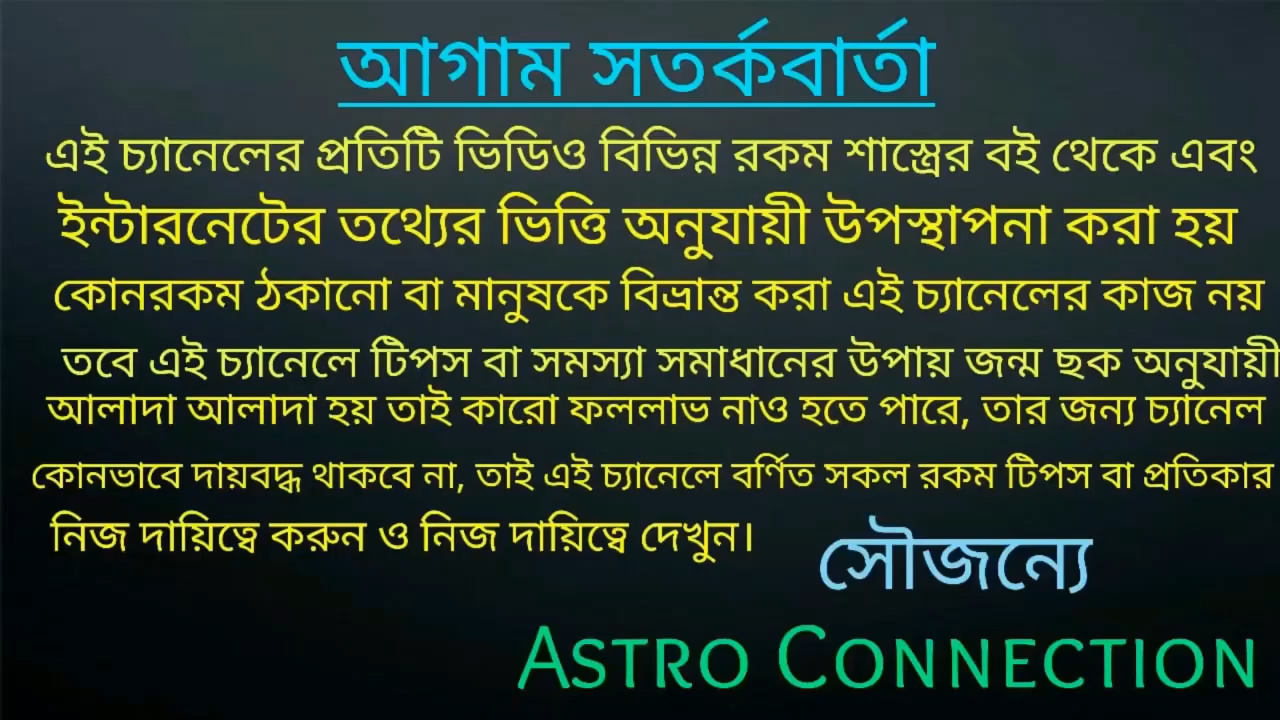 আগাম সতর্কবার্তা
এই চ্যানেলের প্রতিটি ভিডিও বিভিন্ন রকম শাস্ত্রের বই থেকে এবং
ইন্টারনেটের তথ্যের ভিত্তি অনুযায়ী উপস্থাপনা করা হয়
কোনরকম ঠকানো বা মানুষকে বিভ্রান্ত করা এই চ্যানেলের কাজ নয়
তবে এই চ্যানেলে টিপস বা সমস্যা সমাধানের উপায় জন্ম ছক অনুযায়ী
আলাদা আলাদা হয় তাই কারো ফললাভ নাও হতে পারে, তার জন্য চ্যানেল
কোনভাবে দায়বদ্ধ থাকবে না, তাই এই চ্যানেলে বর্ণিত সকল রকম টিপস বা প্রতিকার
নিজ দায়িত্বে করুন ও নিজ দায়িত্বে দেখুন।
সৌজন্যে
ASTRO CONNECTION